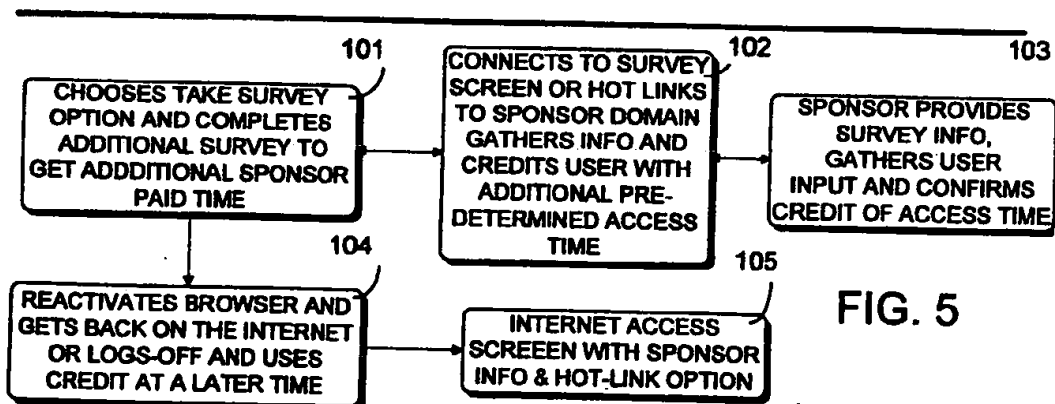 101
CHOOSES TAKE SURVEY
OPTION AND COMPLETES
ADDITIONAL SURVEY TO
GET ADDDITIONAL SPONSOR
PAID TIME
102
CONNECTS TO SURVEY
SCREEN OR HOT LINKS
TO SPONSOR DOMAIN
GATHERS INFO AND
CREDITS USER WITH
ADDITIONAL PRE-
DETERMINED ACCESS
TIME
103
SPONSOR PROVIDES
SURVEY INFO,
GATHERS USER
INPUT AND CONFIRMS
CREDIT OF ACCESS TIME
104
REACTIVATES BROWSER AND
GETS BACK ON THE INTERNET
OR LOGS-OFF AND USES
CREDIT AT A LATER TIME
105
INTERNET ACCESS
SCREEEN WITH SPONSOR
INFO & HOT-LINK OPTION
FIG. 5